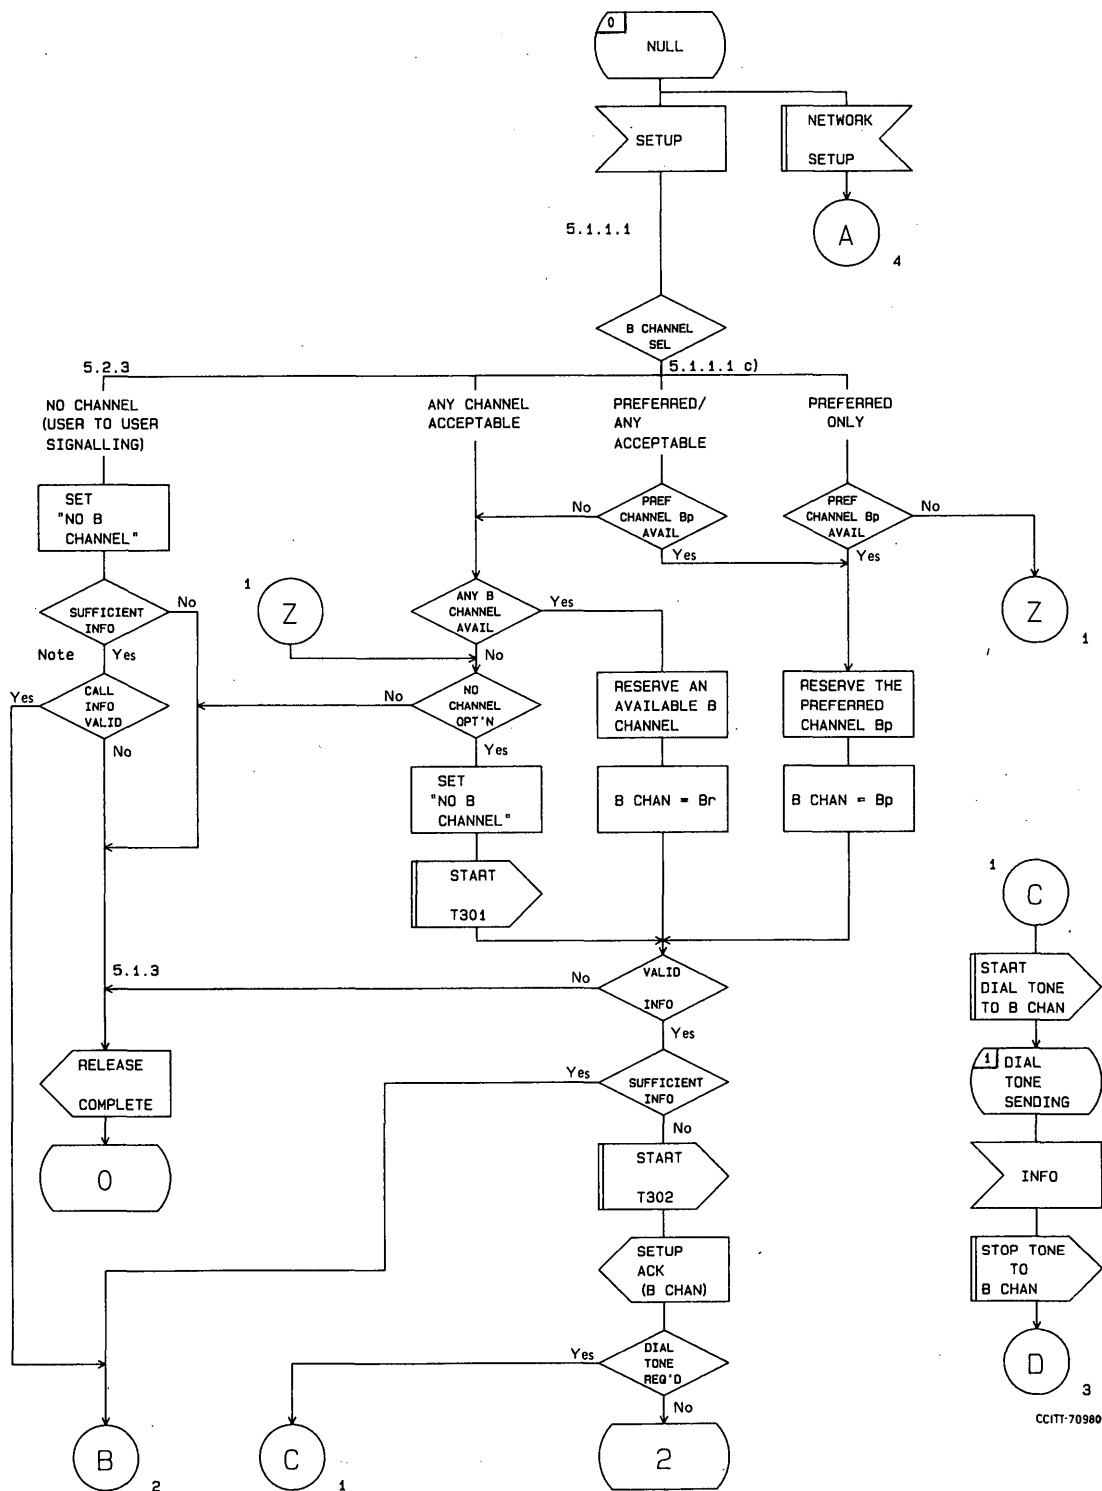 0
NULL
SETUP
NETWORK
SETUP
5.1.1.1
A
4
B CHANNEL
SEL
5.2.3
5.1.1.1 c)
NO CHANNEL
(USER TO USER
SIGNALLING)
ANY CHANNEL
ACCEPTABLE
PREFERRED/
ANY
ACCEPTABLE
PREFERRED
ONLY
SET
"NO B
CHANNEL"
No
PREF
CHANNEL Bp
AVAIL
Yes
PREF
CHANNEL Bp
AVAIL
No
Yes
SUFFICIENT
INFO
No
Note
Yes
1
Z
ANY B
CHANNEL
AVAIL
Yes
No
Z
1
Yes
CALL
INFO
VALID
No
No
NO
CHANNEL
OPT'N
Yes
RESERVE AN
AVAILABLE B
CHANNEL
RESERVE THE
PREFERRED
CHANNEL Bp
SET
"NO B
CHANNEL"
B CHAN = Br
B CHAN = Bp
START
T301
1
C
5.1.3
No
VALID
INFO
Yes
START
DIAL TONE
TO B CHAN
RELEASE
COMPLETE
Yes
SUFFICIENT
INFO
No
1
DIAL
TONE
SENDING
0
START
T302
INFO
SETUP
ACK
(B CHAN)
STOP TONE
TO
B CHAN
Yes
DIAL
TONE
REQ'D
No
D
3
CCITT-70980
B
2
C
1
2